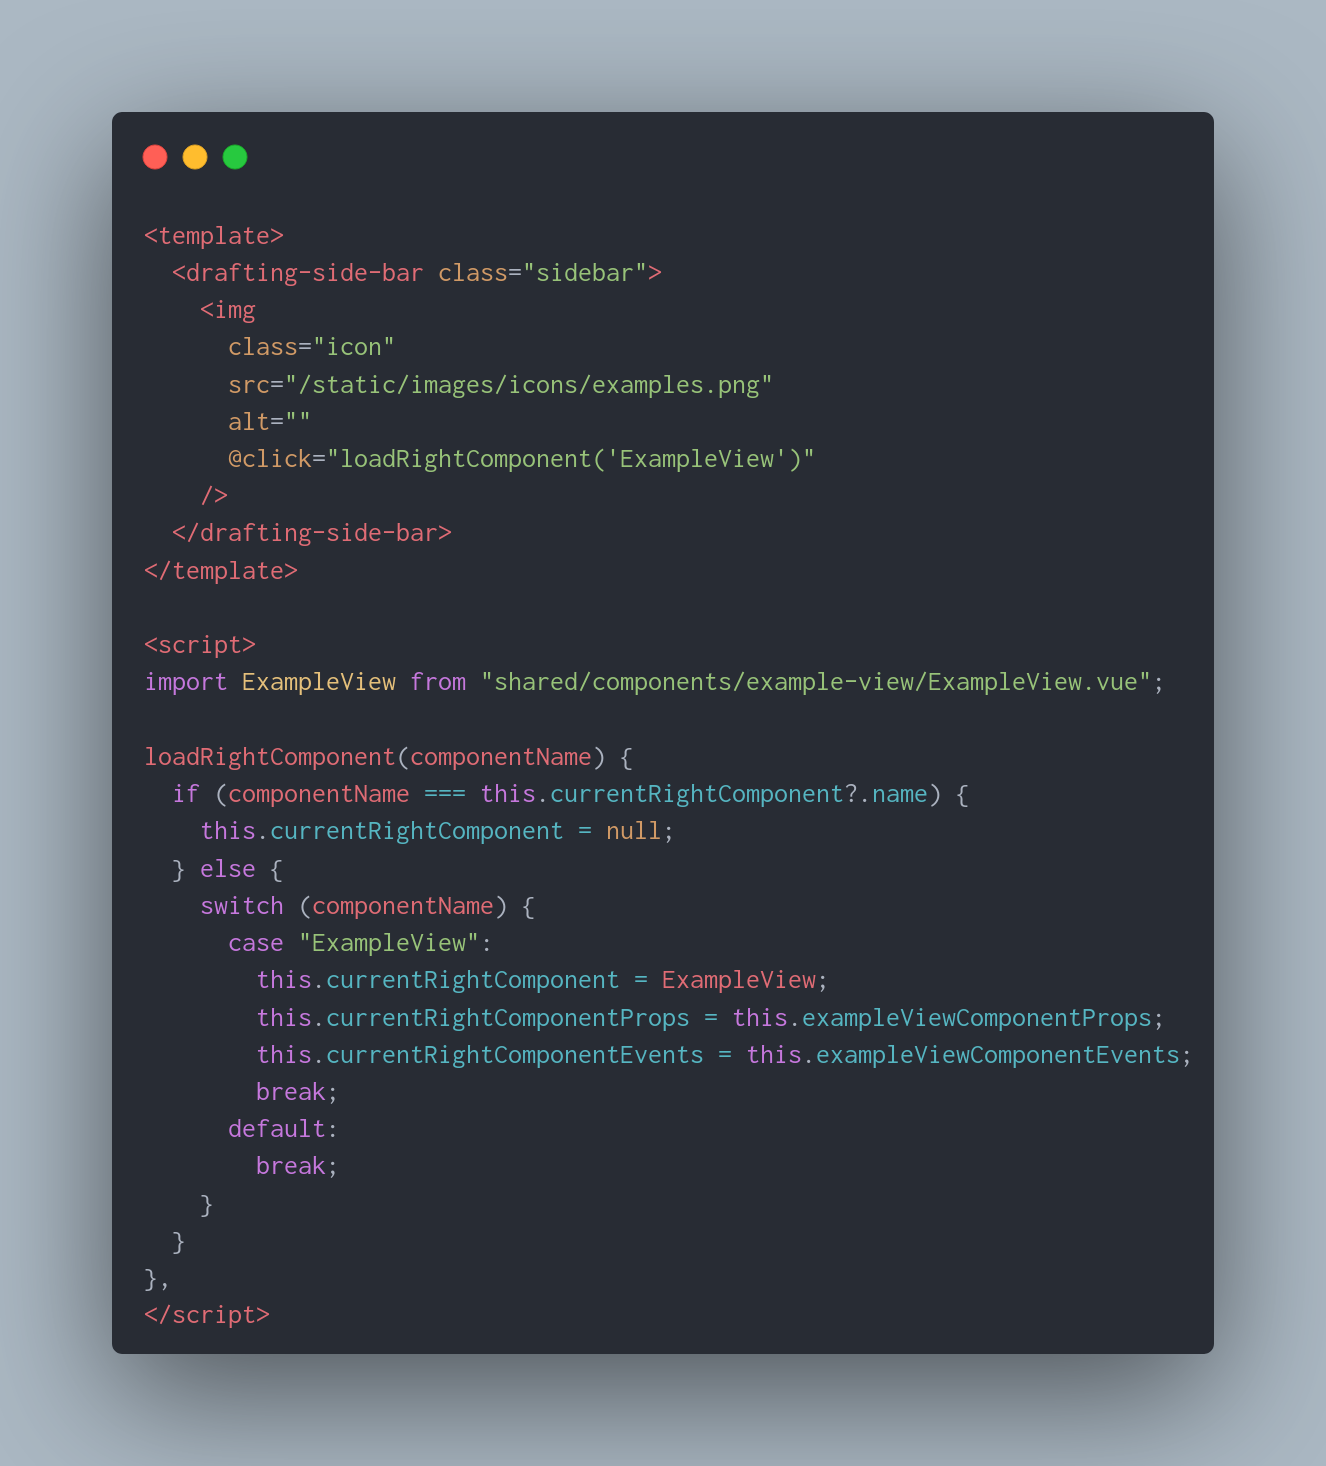 <template>
  <drafting-side-bar class="sidebar">
    <img
      class="icon"
      src="/static/images/icons/examples.png"
      alt=""
      @click="loadRightComponent('ExampleView')"
    />
  </drafting-side-bar>
</template>

<script>
import ExampleView from "shared/components/example-view/ExampleView.vue";

loadRightComponent(componentName) {
  if (componentName === this.currentRightComponent?.name) {
    this.currentRightComponent = null;
  } else {
    switch (componentName) {
      case "ExampleView":
        this.currentRightComponent = ExampleView;
        this.currentRightComponentProps = this.exampleViewComponentProps;
        this.currentRightComponentEvents = this.exampleViewComponentEvents;
        break;
      default:
        break;
    }
  }
},
</script>